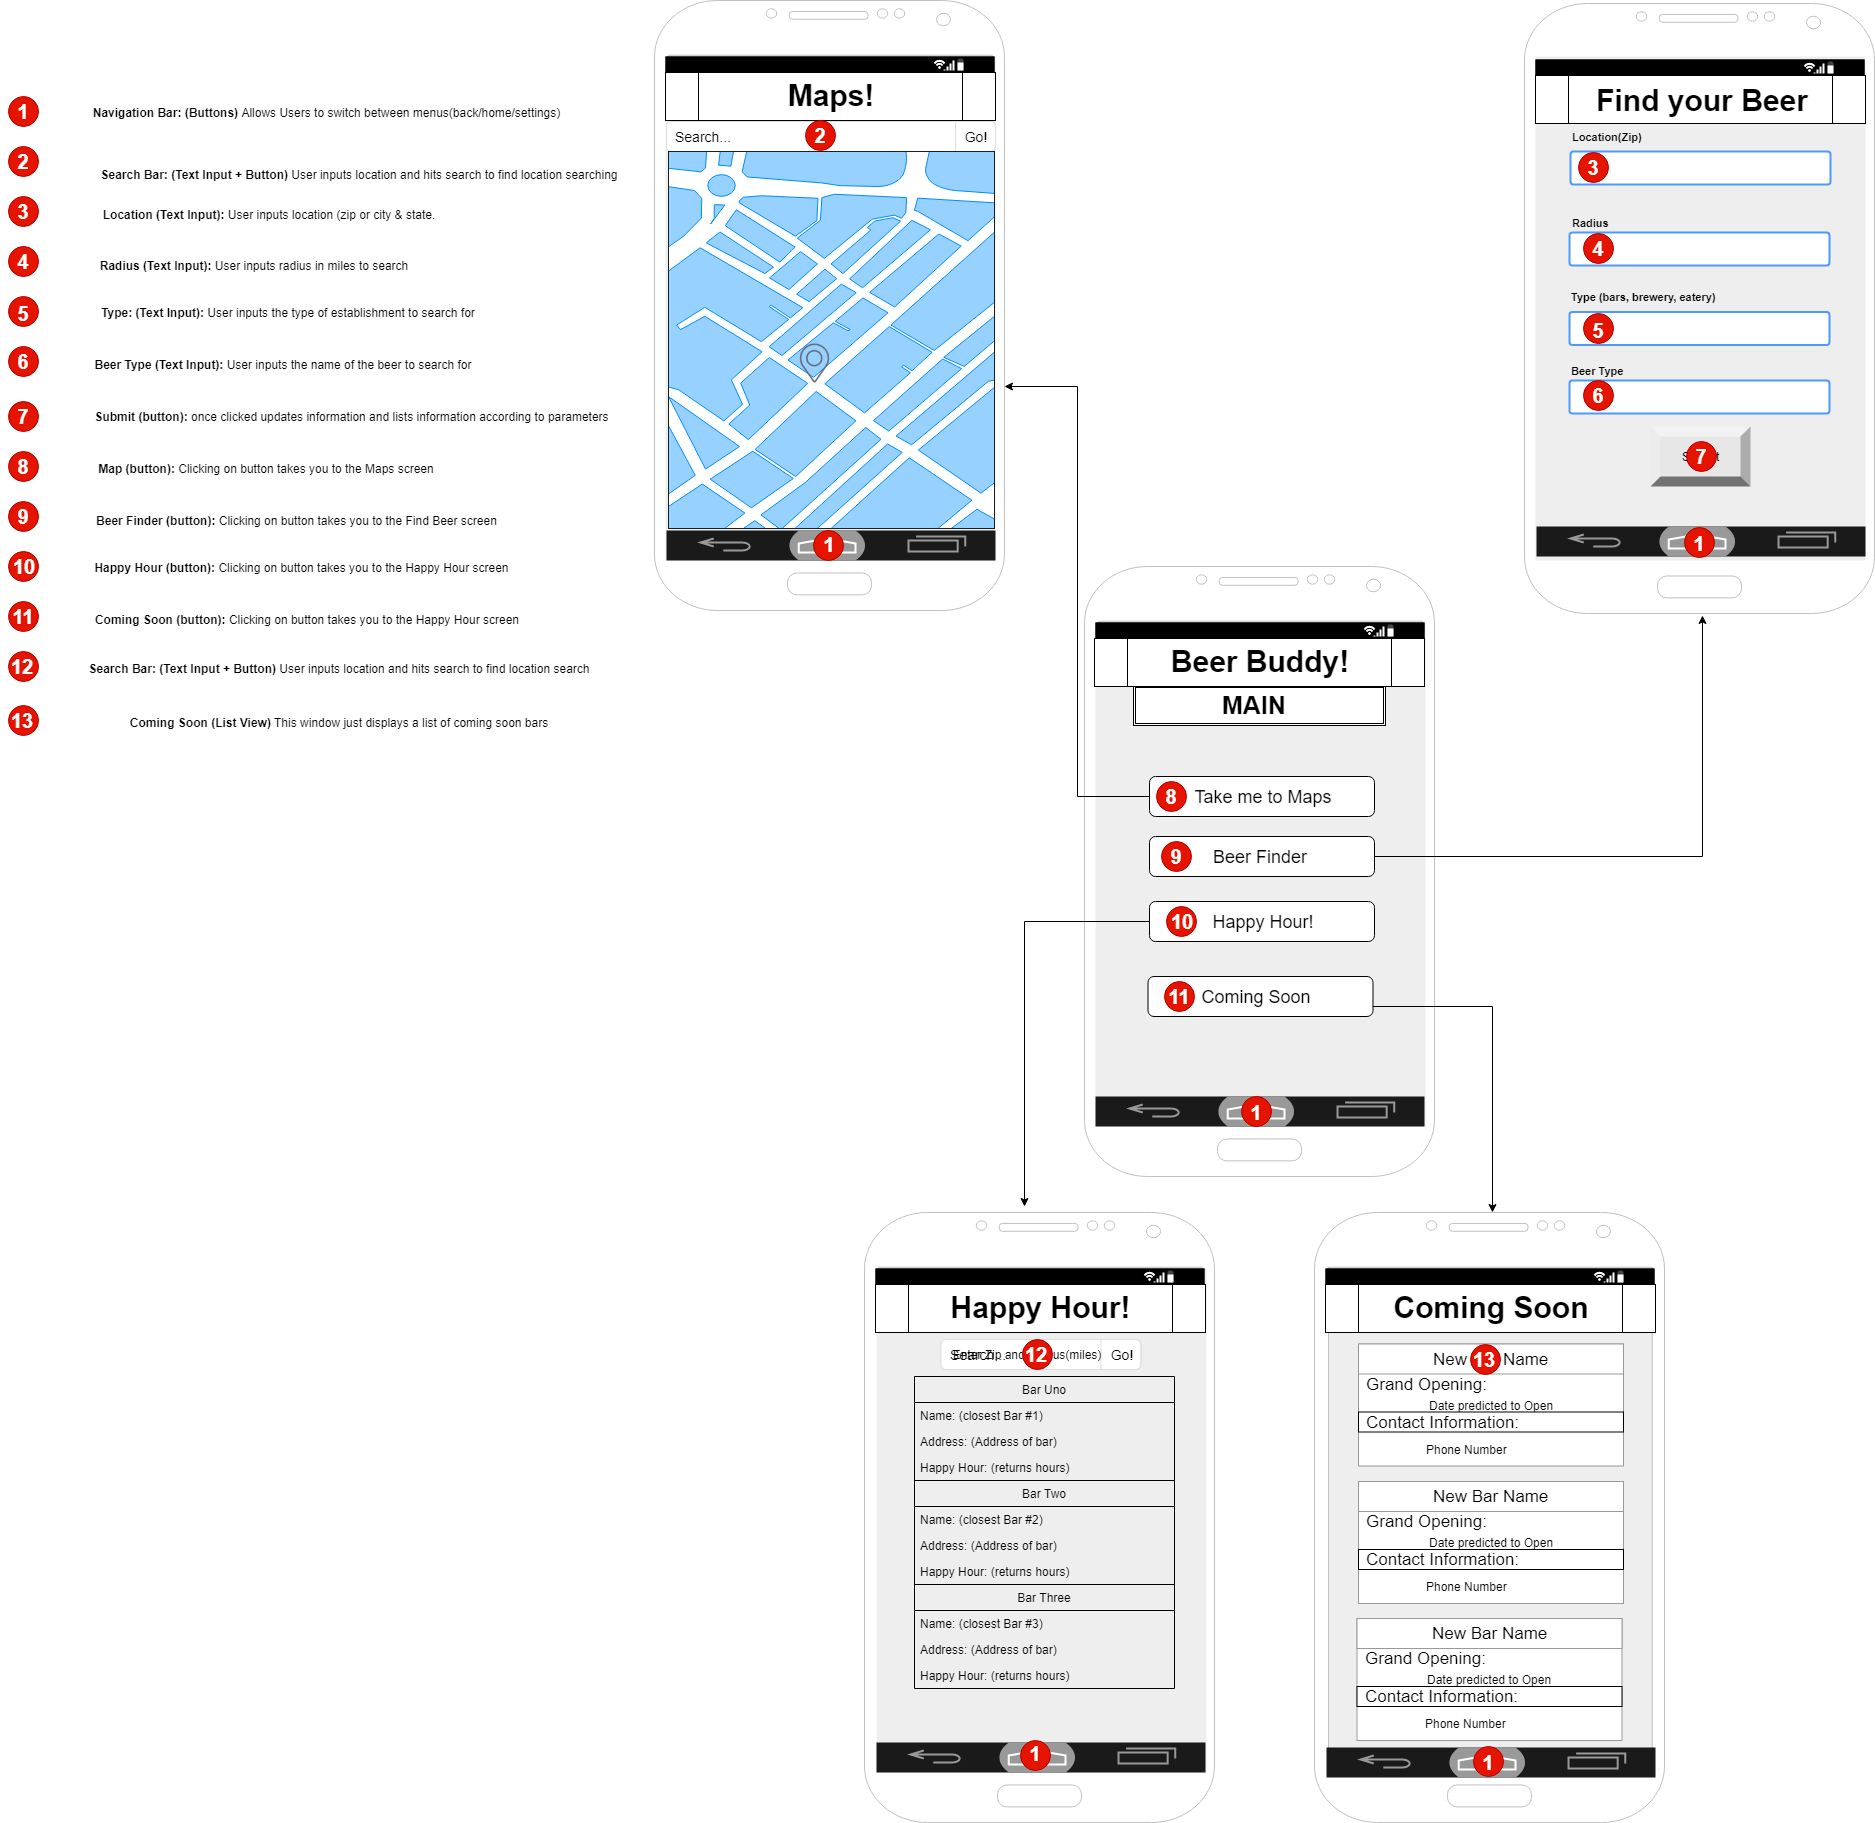 1 Navigation Bar: (Buttons) Allows Users to switch between menus(back/home/settings)
2 Search Bar: (Text Input + Button) User inputs location and hits search to find location searching
3 Location (Text Input): User inputs location (zip or city & state.
4 Radius (Text Input): User inputs radius in miles to search
5 Type: (Text Input): User inputs the type of establishment to search for
6 Beer Type (Text Input): User inputs the name of the beer to search for
7 Submit (button): once clicked updates information and lists information according to parameters
8 Map (button): Clicking on button takes you to the Maps screen
9 Beer Finder (button): Clicking on button takes you to the Find Beer screen
10 Happy Hour (button): Clicking on button takes you to the Happy Hour screen
11 Coming Soon (button): Clicking on button takes you to the Happy Hour screen
12 Search Bar: (Text Input + Button) User inputs location and hits search to find location search
13 Coming Soon (List View) This window just displays a list of coming soon bars
Maps!
Search... 2 Go!
1
Find your Beer
Location(Zip)
3
Radius
4
Type (bars, brewery, eatery)
5
Beer Type
6
7
1
Beer Buddy!
MAIN
8 Take me to Maps
9 Beer Finder
10 Happy Hour!
11 Coming Soon
1
Happy Hour!
Search... 12 Go!
Enter Zip and (miles)
Bar Uno
Name: (closest Bar #1)
Address: (Address of bar)
Happy Hour: (returns hours)
Bar Two
Name: (closest Bar #2)
Address: (Address of bar)
Happy Hour: (returns hours)
Bar Three
Name: (closest Bar #3)
Address: (Address of bar)
Happy Hour: (returns hours)
1
Coming Soon
New 13 Name
Grand Opening:
Date predicted to Open
Contact Information:
Phone Number
New Bar Name
Grand Opening:
Date predicted to Open
Contact Information:
Phone Number
New Bar Name
Grand Opening:
Date predicted to Open
Contact Information:
Phone Number
1